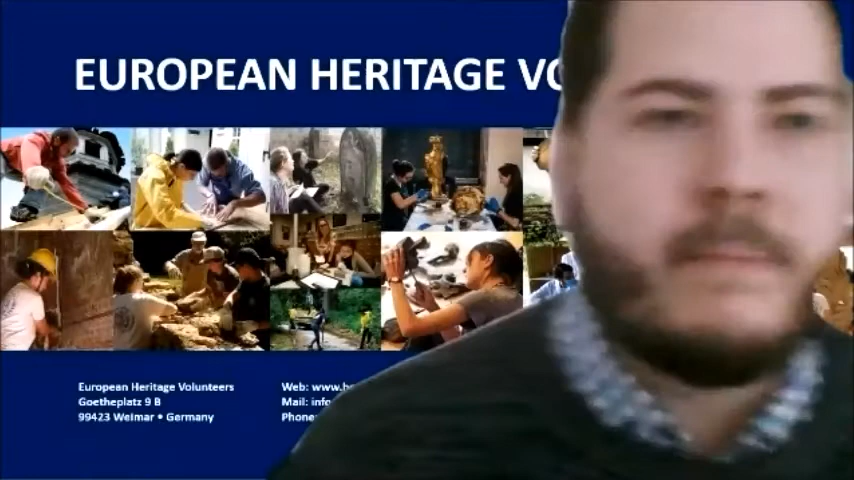 EUROPEAN HERITAGE VO
European Heritage Volunteers
Goetheplatz 9 B
99423 Weimar • Germany
Web: www.he
Mail: info
Phone: